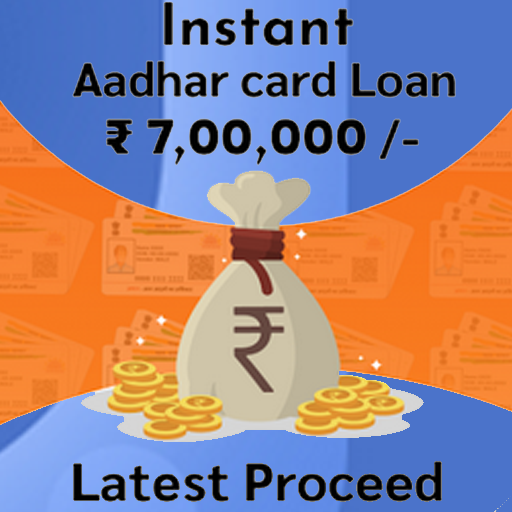 Instant
Aadhar card Loan
₹ 7,00,000 /-
₹
Latest Proceed